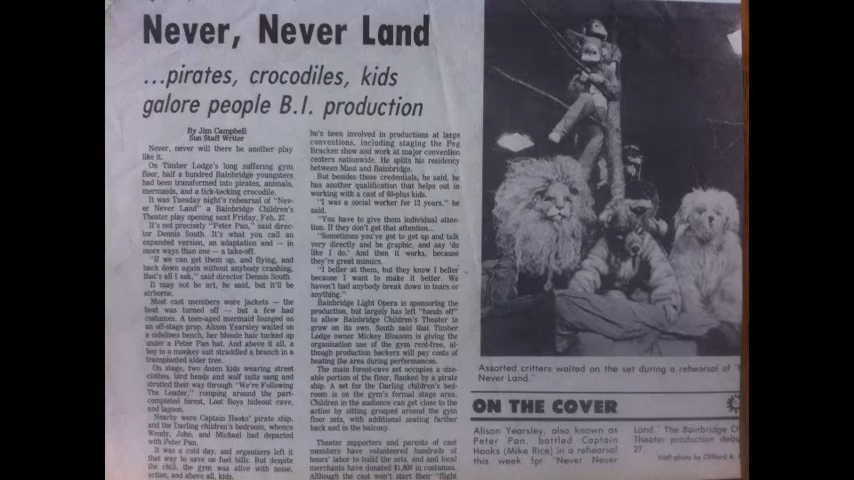 Never, Never Land
...pirates, crocodiles, kids
galore people B.I. production
By Jim Campbell
Sun Staff Writer
Never, never will there be another play
like it.
On Timber Lodge's long suffering gym
floor, half a hundred Bainbridge youngsters
had been transformed into pirates, animals,
mermaids, and a tick-tocking crocodile.
It was Tuesday night's rehearsal of "Nev-
er Never Land" a Bainbridge Children's
Theater play opening next Friday, Feb. 27.
It's not precisely "Peter Pan," said direc-
tor Dennis South. It's what you call an
expanded version, an adaptation and — in
more ways than one — a take-off.
"If we can get them up, and flying, and
back down again without anybody crashing,
that's all I ask," said director Dennis South.
It may not be art, he said, but it'll be
airborne.
Most cast members wore jackets — the
heat was turned off — but a few had
costumes. A teen-aged mermaid lounged on
an off-stage prop. Alison Yearsley waited on
a sidelines bench, her blonde hair tucked up
under a Peter Pan hat. And above it all, a
boy in a monkey suit straddled a branch in a
transplanted alder tree.
On stage, two dozen kids wearing street
clothes, bird heads and wolf suits sang and
strutted their way through "We're Following
The Leader," romping around the part-
completed forest, Lost Boys hideout cave,
and lagoon.
Nearby were Captain Hooks' pirate ship,
and the Darling children's bedroom, whence
Wendy, John, and Michael had departed
with Peter Pan.
It was a cold day, and organizers left it
that way to save on fuel bills. But despite
the chill, the gym was alive with noise,
action, and above all, kids.
he's been involved in productions at large
conventions, including staging the Peg
Bracken show and work at major convention
centers nationwide. He splits his residency
between Maui and Bainbridge.
But besides those credentials, he said, he
has another qualification that helps out in
working with a cast of 60-plus kids.
"I was a social worker for 12 years," he
said.
"You have to give them individual atten-
tion. If they don't get that attention...
"Sometimes you've got to get up and talk
very directly and be graphic, and say 'do
like I do.' And then it works, because
they're great mimics.
"I beller at them, but they know I beller
because I want to make it better. We
haven't had anybody break down in tears or
anything."
Bainbridge Light Opera is sponsoring the
production, but largely has left "hands off"
to allow Bainbridge Children's Theater to
grow on its own. South said that Timber
Lodge owner Mickey Blossom is giving the
organization use of the gym rent-free, al-
though production backers will pay costs of
heating the area during performances.
The main forest-cave set occupies a size-
able portion of the floor, flanked by a pirate
ship. A set for the Darling children's bed-
room is on the gym's formal stage area.
Children in the audience can get close to the
action by sitting grouped around the gym
floor sets, with additional seating farther
back and in the balcony.
Theater supporters and parents of cast
members have volunteered hundreds of
hours' labor to build the sets, and local
merchants have donated $1,800 in costumes.
Although the cast won't start their "flight
Assorted critters waited on the set during a rehearsal of "
Never Land."
ON THE COVER
Alison Yearsley, also known as
Peter Pan, battled Captain
Hooks (Mike Rice) in a rehearsal
this week for "Never Never
Land." The Bainbridge Ch
Theater production debu
27.
Staff photo by Clifford A.